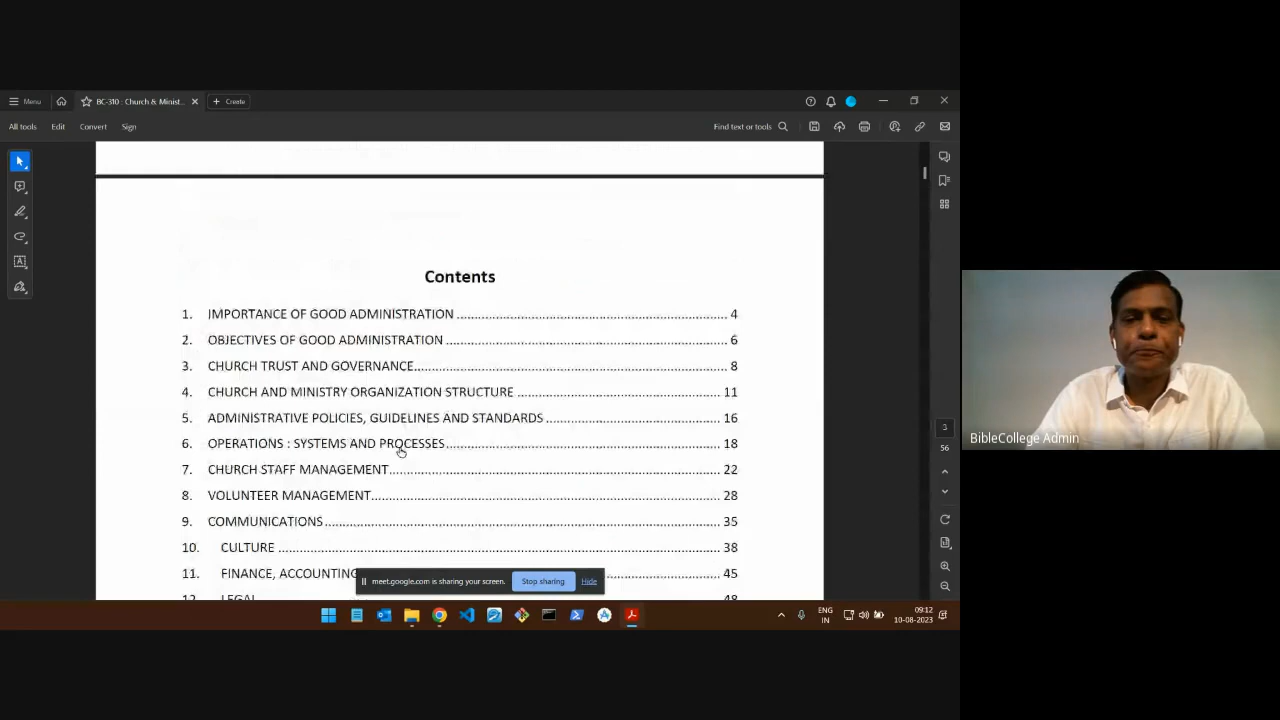 Menu
BC-310 : Church & Minist...
Create
All tools
Edit
Convert
Sign
Find text or tools
Contents
1. IMPORTANCE OF GOOD ADMINISTRATION 4
2. OBJECTIVES OF GOOD ADMINISTRATION 6
3. CHURCH TRUST AND GOVERNANCE 8
4. CHURCH AND MINISTRY ORGANIZATION STRUCTURE 11
5. ADMINISTRATIVE POLICIES, GUIDELINES AND STANDARDS 16
6. OPERATIONS : SYSTEMS AND PROCESSES 18
7. CHURCH STAFF MANAGEMENT 22
8. VOLUNTEER MANAGEMENT 28
9. COMMUNICATIONS 35
10. CULTURE 38
11. FINANCE, ACCOUNTING 45
12. LEGAL 48
3
56
meet.google.com is sharing your screen.
Stop sharing
Hide
BibleCollege Admin
ENG
IN
09:12
10-08-2023